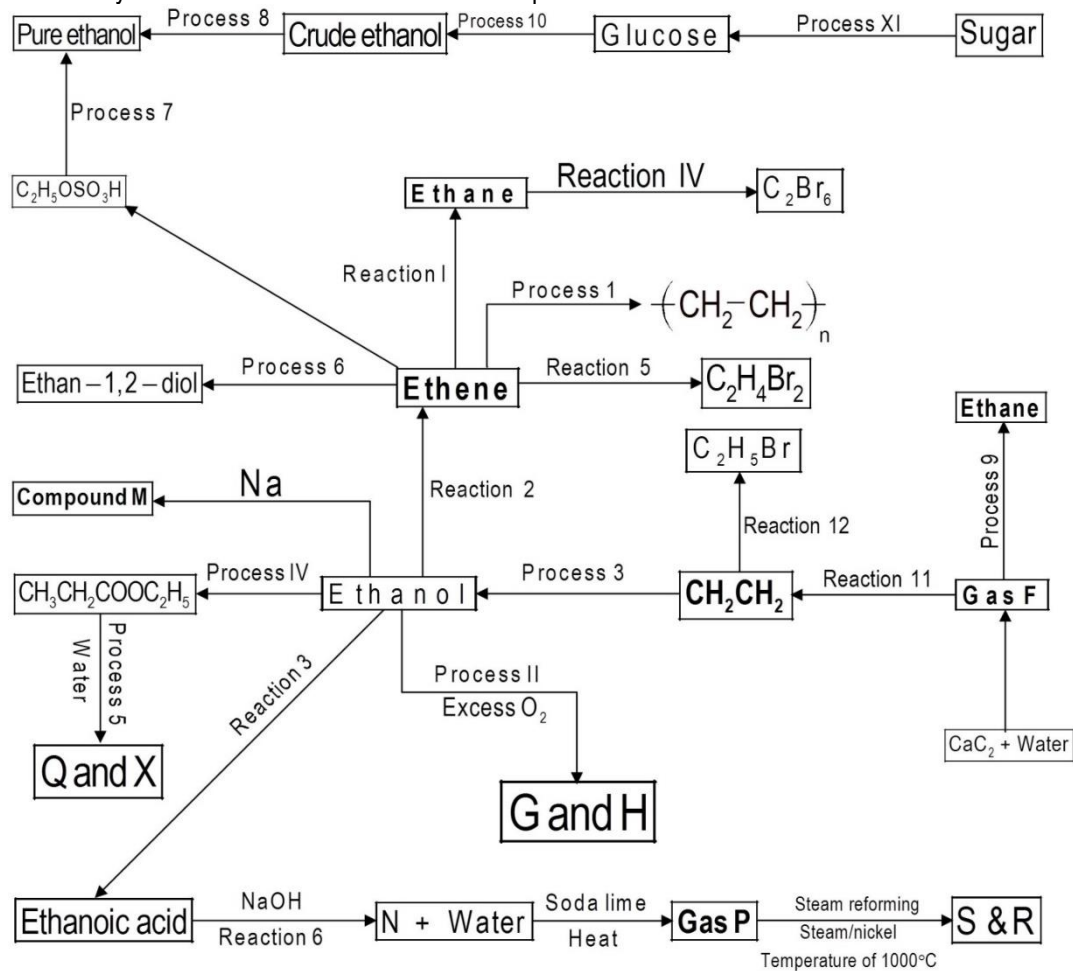 Pure ethanol
Process 8
Crude ethanol
Process 10
Glucose
Process XI
Sugar
Process 7
C₂H₅OSO₃H
Ethane
Reaction IV
C₂Br₆
Reaction I
Process 1
(CH₂−CH₂)n
Ethan−1,2−diol
Process 6
Ethene
Reaction 5
C₂H₄Br₂
Ethane
C₂H₅Br
Process 9
Compound M
Na
Reaction 2
Reaction 12
CH₃CH₂COOC₂H₅
Process IV
Ethanol
Process 3
CH₂CH₂
Reaction 11
Gas F
Process 5
Water
Reaction 3
Process II
Excess O₂
CaC₂ + Water
Q and X
G and H
Ethanoic acid
NaOH
Reaction 6
N + Water
Soda lime
Heat
Gas P
Steam reforming
Steam/nickel
Temperature of 1000°C
S & R